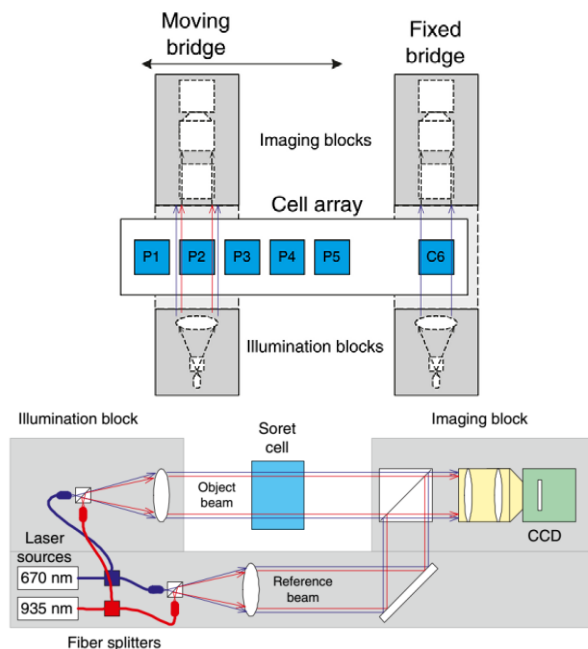 Moving
bridge
Fixed
bridge
Imaging blocks
Cell array
P1 P2 P3 P4 P5 C6
Illumination blocks
Illumination block
Soret
cell
Imaging block
Object
beam
CCD
Laser
sources
670 nm
935 nm
Reference
beam
Fiber splitters